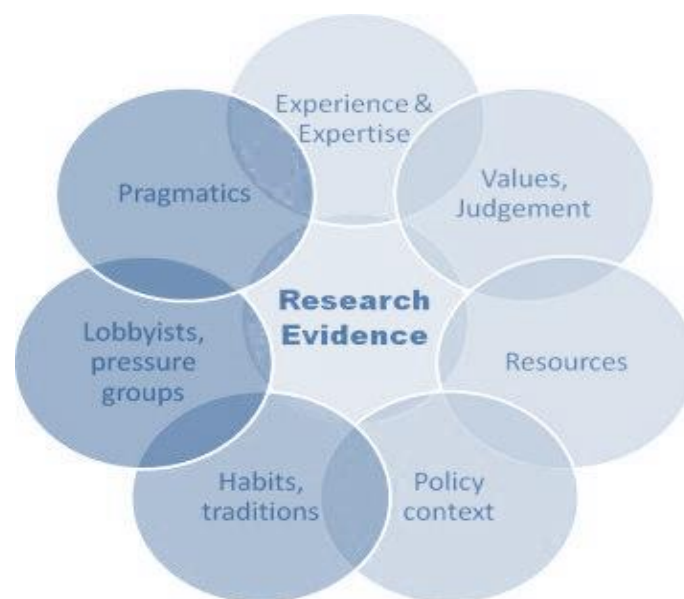 Experience &
Expertise
Values,
Judgement
Resources
Policy
context
Habits,
traditions
Lobbyists,
pressure
groups
Pragmatics
Research
Evidence